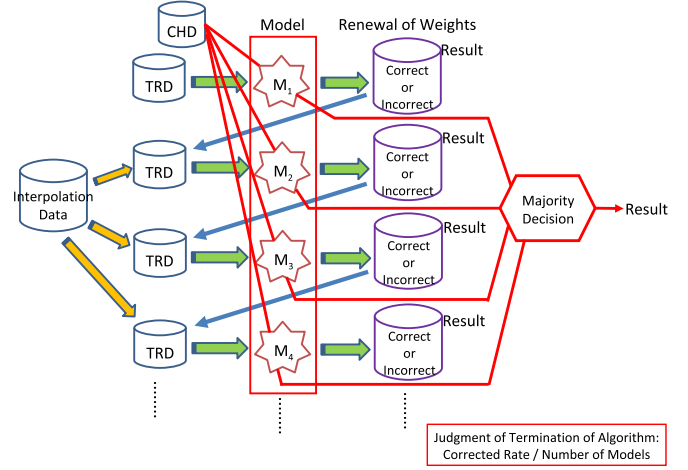 Model
Renewal of Weights
CHD
TRD
M1
Correct
or
Incorrect
Result
TRD
M2
Correct
or
Incorrect
Result
Interpolation
Data
Majority
Decision
Result
TRD
M3
Correct
or
Incorrect
Result
TRD
M4
Correct
or
Incorrect
Result
Judgment of Termination of Algorithm:
Corrected Rate / Number of Models